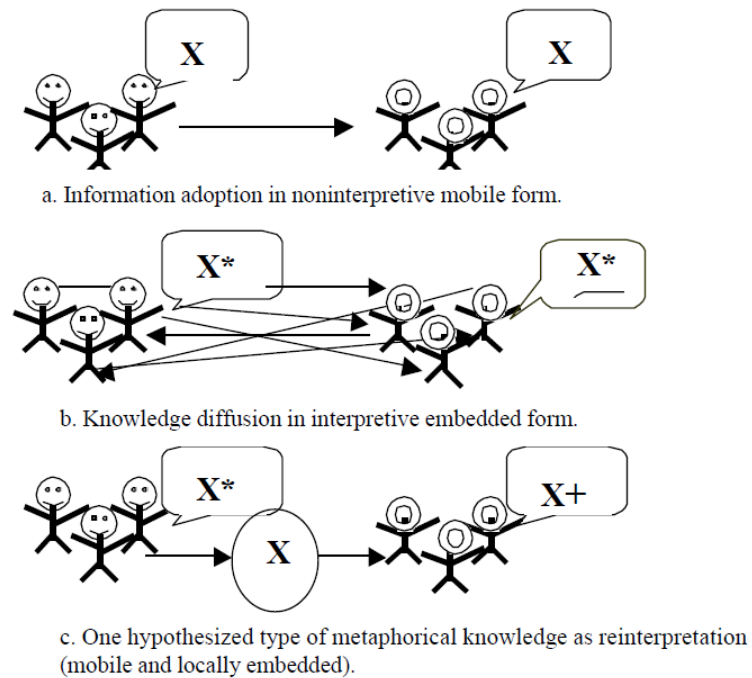 X X
a. Information adoption in noninterpretive mobile form.
X* X*
b. Knowledge diffusion in interpretive embedded form.
X* X+
X
c. One hypothesized type of metaphorical knowledge as reinterpretation
(mobile and locally embedded).